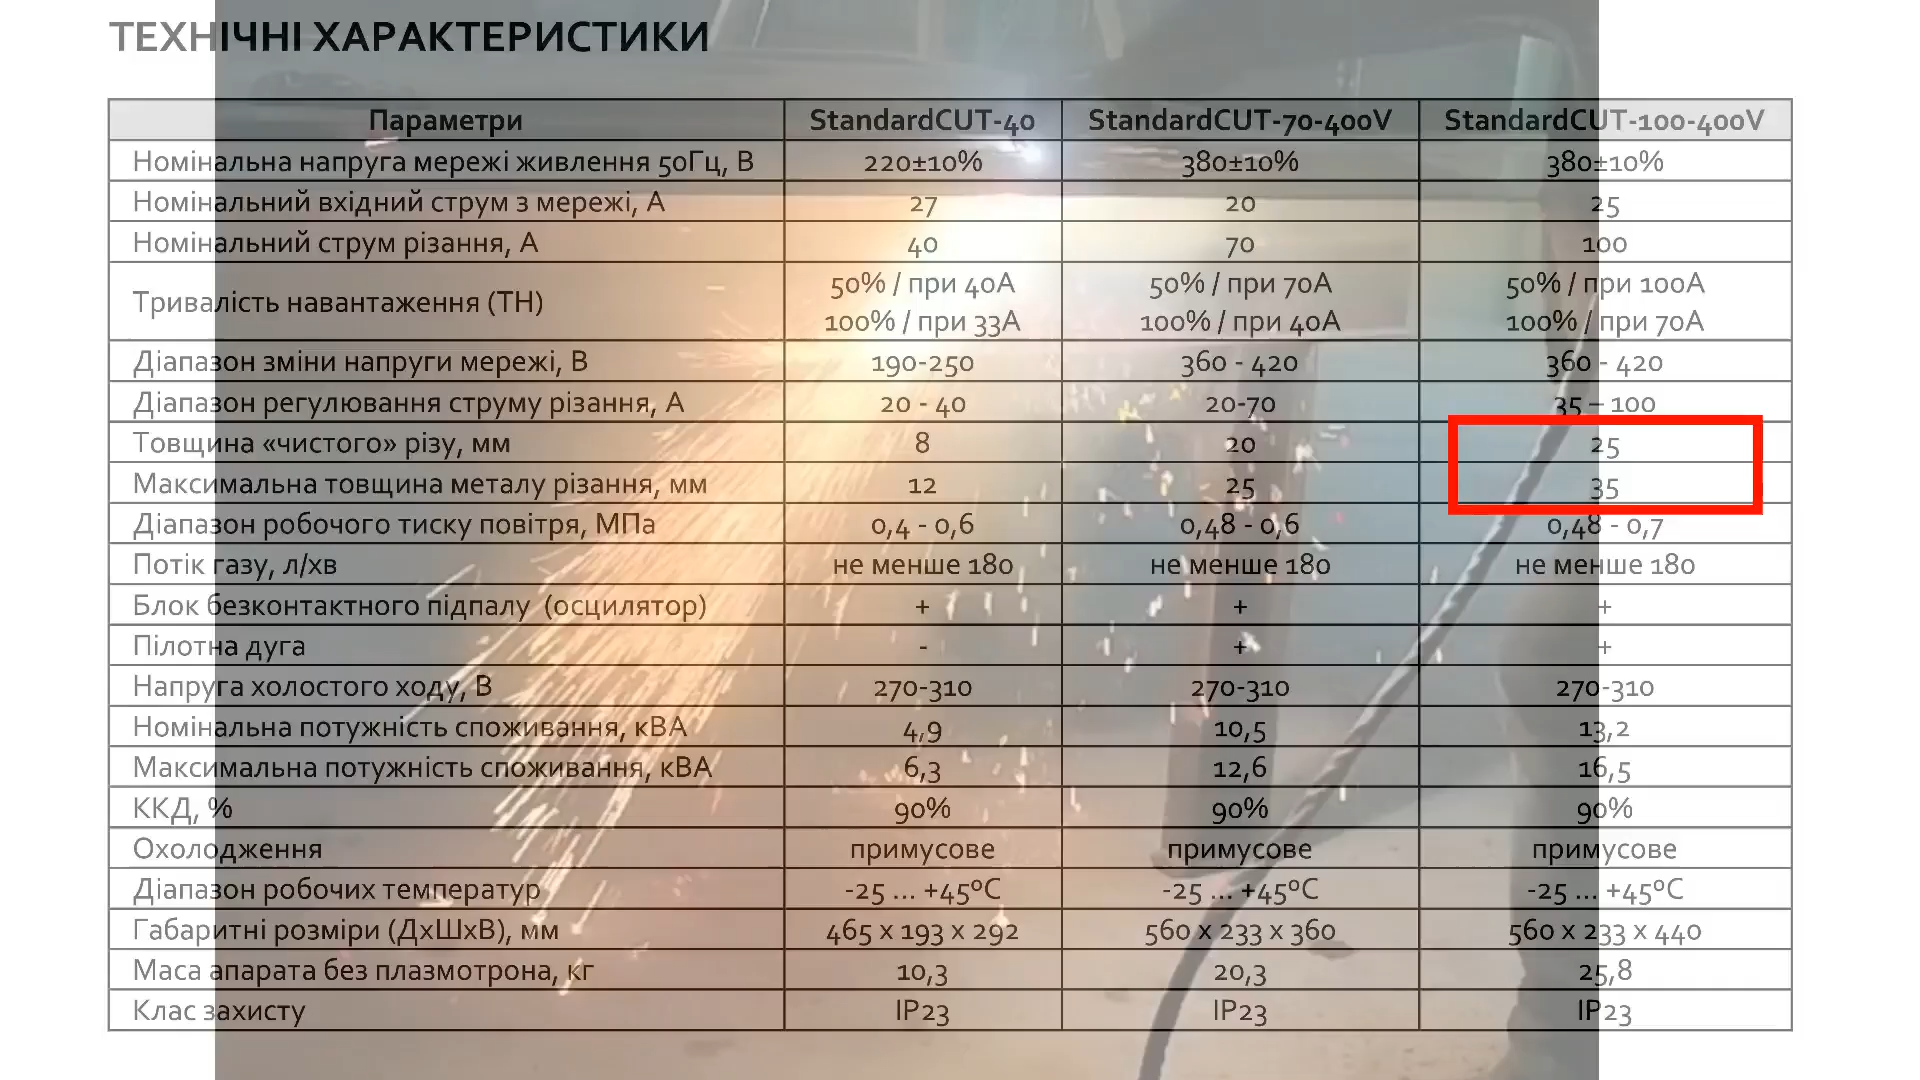 ТЕХНІЧНІ ХАРАКТЕРИСТИКИ
Параметри StandardCUT-40 StandardCUT-70-400V StandardCUT-100-400V
Номінальна напруга мережі живлення 50Гц, В 220±10% 380±10% 380±10%
Номінальний вхідний струм з мережі, А 27 20 25
Номінальний струм різання, А 40 70 100
Тривалість навантаження (ТН) 50% / при 40А 50% / при 70А 50% / при 100А
100% / при 33А 100% / при 40А 100% / при 70А
Діапазон зміни напруги мережі, В 190-250 360 - 420 360 - 420
Діапазон регулювання струму різання, А 20 - 40 20-70 35 – 100
Товщина «чистого» різу, мм 8 20 25
Максимальна товщина металу різання, мм 12 25 35
Діапазон робочого тиску повітря, МПа 0,4 - 0,6 0,48 - 0,6 0,48 - 0,7
Потік газу, л/хв не менше 180 не менше 180 не менше 180
Блок безконтактного підпалу (осцилятор) + + +
Пілотна дуга - + +
Напруга холостого ходу, В 270-310 270-310 270-310
Номінальна потужність споживання, кВА 4,9 10,5 13,2
Максимальна потужність споживання, кВА 6,3 12,6 16,5
ККД, % 90% 90% 90%
Охолодження примусове примусове примусове
Діапазон робочих температур -25 ... +45ºС -25 ... +45ºС -25 ... +45ºС
Габаритні розміри (ДхШхВ), мм 465 х 193 х 292 560 х 233 х 360 560 х 233 х 440
Маса апарата без плазмотрона, кг 10,3 20,3 25,8
Клас захисту IP23 IP23 IP23